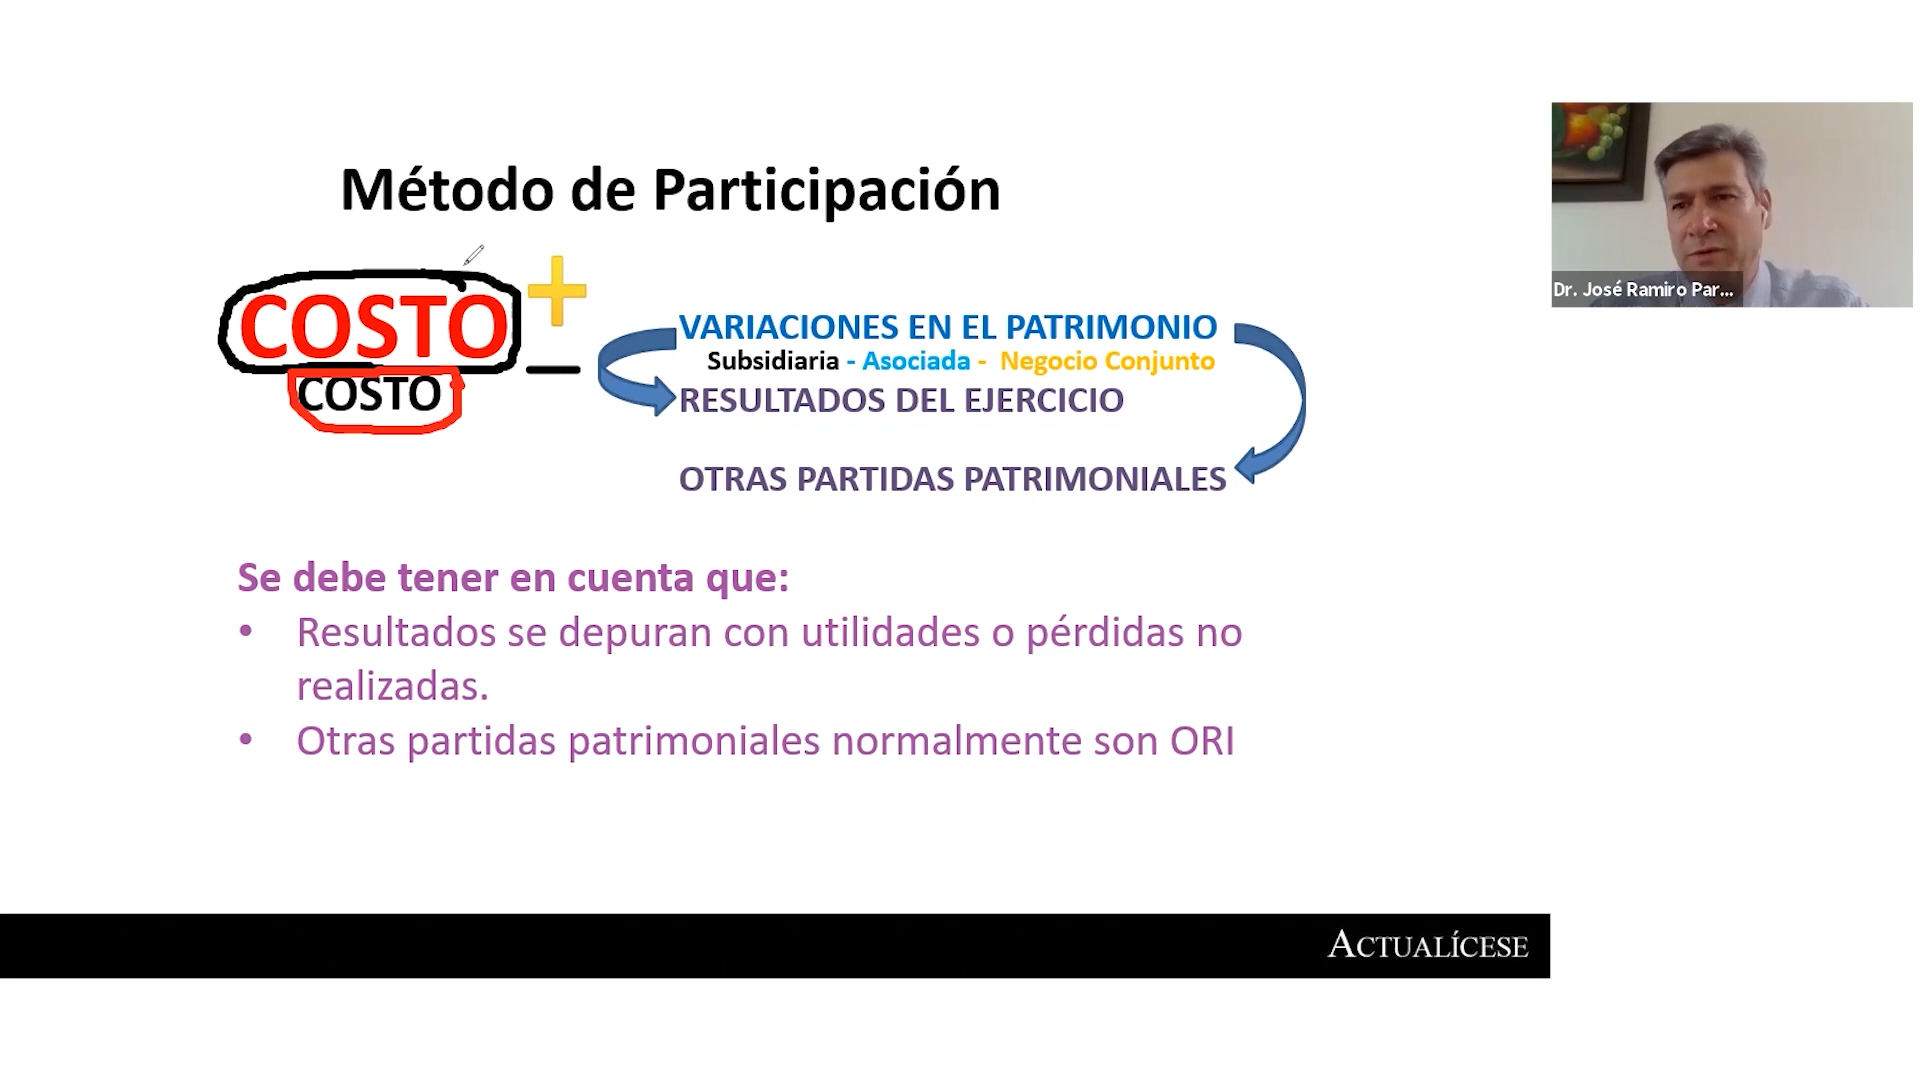 Método de Participación
COSTO
COSTO
VARIACIONES EN EL PATRIMONIO
Subsidiaria - Asociada - Negocio Conjunto
RESULTADOS DEL EJERCICIO
OTRAS PARTIDAS PATRIMONIALES
Se debe tener en cuenta que:
• Resultados se depuran con utilidades o pérdidas no
realizadas.
• Otras partidas patrimoniales normalmente son ORI
ACTUALÍCESE
Dr. José Ramiro Par...